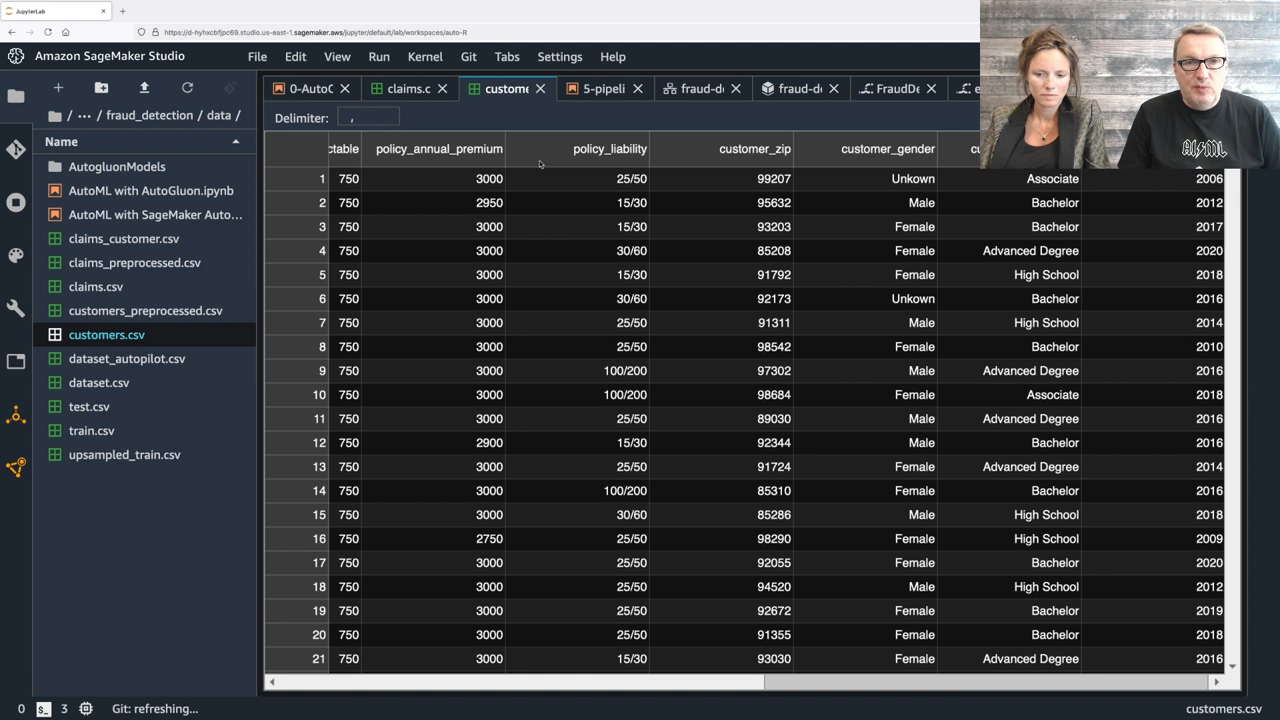 JupyterLab
https://d-hyhxcbfjpc69.studio.us-east-1.sagemaker.aws/jupyter/default/lab/workspaces/auto-R
Amazon SageMaker Studio File Edit View Run Kernel Git Tabs Settings Help
0-AutoC claims.c custome 5-pipeli fraud-d fraud-d FraudDe
/ ... / fraud_detection / data /
Delimiter: ,
Name
AutogluonModels
AutoML with AutoGluon.ipynb
AutoML with SageMaker Auto...
claims_customer.csv
claims_preprocessed.csv
claims.csv
customers_preprocessed.csv
customers.csv
dataset_autopilot.csv
dataset.csv
test.csv
train.csv
upsampled_train.csv
ctable policy_annual_premium policy_liability customer_zip customer_gender cu
1 750 3000 25/50 99207 Unkown Associate 2006
2 750 2950 15/30 95632 Male Bachelor 2012
3 750 3000 15/30 93203 Female Bachelor 2017
4 750 3000 30/60 85208 Female Advanced Degree 2020
5 750 3000 15/30 91792 Female High School 2018
6 750 3000 30/60 92173 Unkown Bachelor 2016
7 750 3000 25/50 91311 Male High School 2014
8 750 3000 25/50 98542 Female Bachelor 2010
9 750 3000 100/200 97302 Male Advanced Degree 2016
10 750 3000 100/200 98684 Female Associate 2018
11 750 3000 25/50 89030 Male Advanced Degree 2016
12 750 2900 15/30 92344 Male Bachelor 2016
13 750 3000 25/50 91724 Female Advanced Degree 2014
14 750 3000 100/200 85310 Female Bachelor 2016
15 750 3000 30/60 85286 Male High School 2018
16 750 2750 25/50 98290 Female High School 2009
17 750 3000 25/50 92055 Female Bachelor 2020
18 750 3000 25/50 94520 Male High School 2012
19 750 3000 25/50 92672 Female Bachelor 2019
20 750 3000 25/50 91355 Female Bachelor 2018
21 750 3000 15/30 93030 Female Advanced Degree 2016
AI/ML
0 $_ 3 Git: refreshing... customers.csv